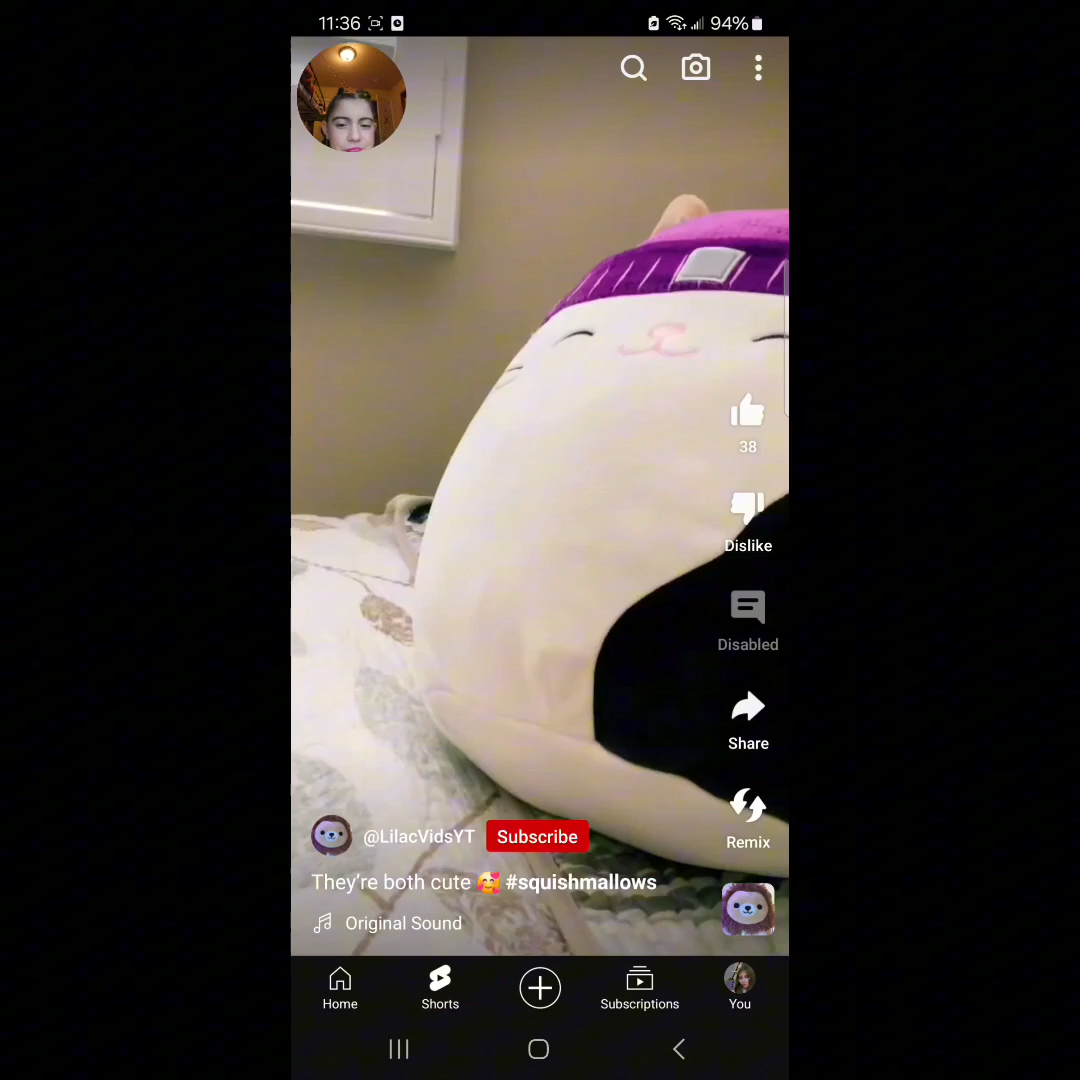 11:36 94%
38
Dislike
Disabled
Share
Remix
@LilacVidsYT Subscribe
They’re both cute 🥰 #squishmallows
Original Sound
Home Shorts Subscriptions You